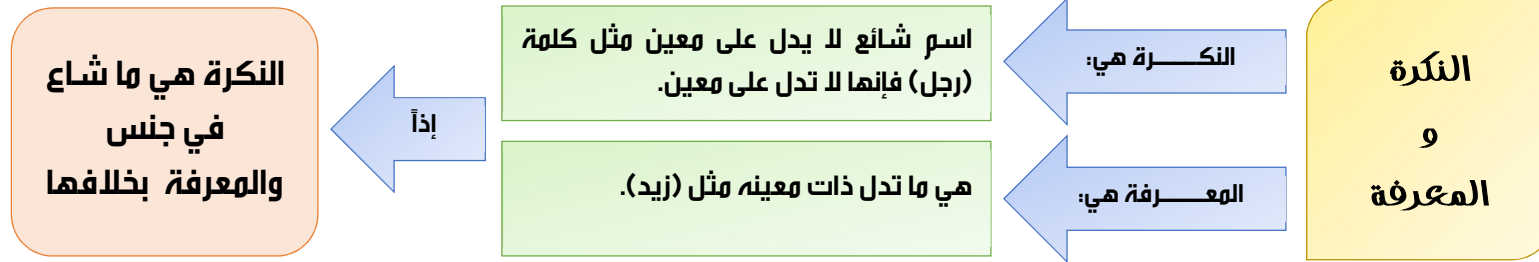 النكرة
و
المعرفة
النكـــــرة هي:
اسم شائع لا يدل على معين مثل كلمة
(رجل) فإنها لا تدل على معين.
المعـــــرفة هي:
هي ما تدل ذات معينه مثل (زيد).
إذاً
النكرة هي ما شاع
في جنس
والمعرفة بخلافها